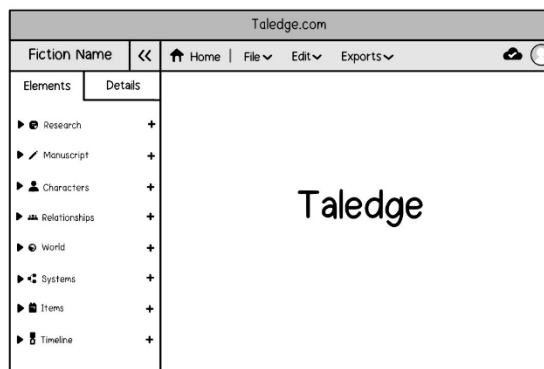 Taledge.com
Fiction Name
Home | File Edit Exports
Elements Details
Research
Manuscript
Characters
Relationships
World
Systems
Items
Timeline
Taledge